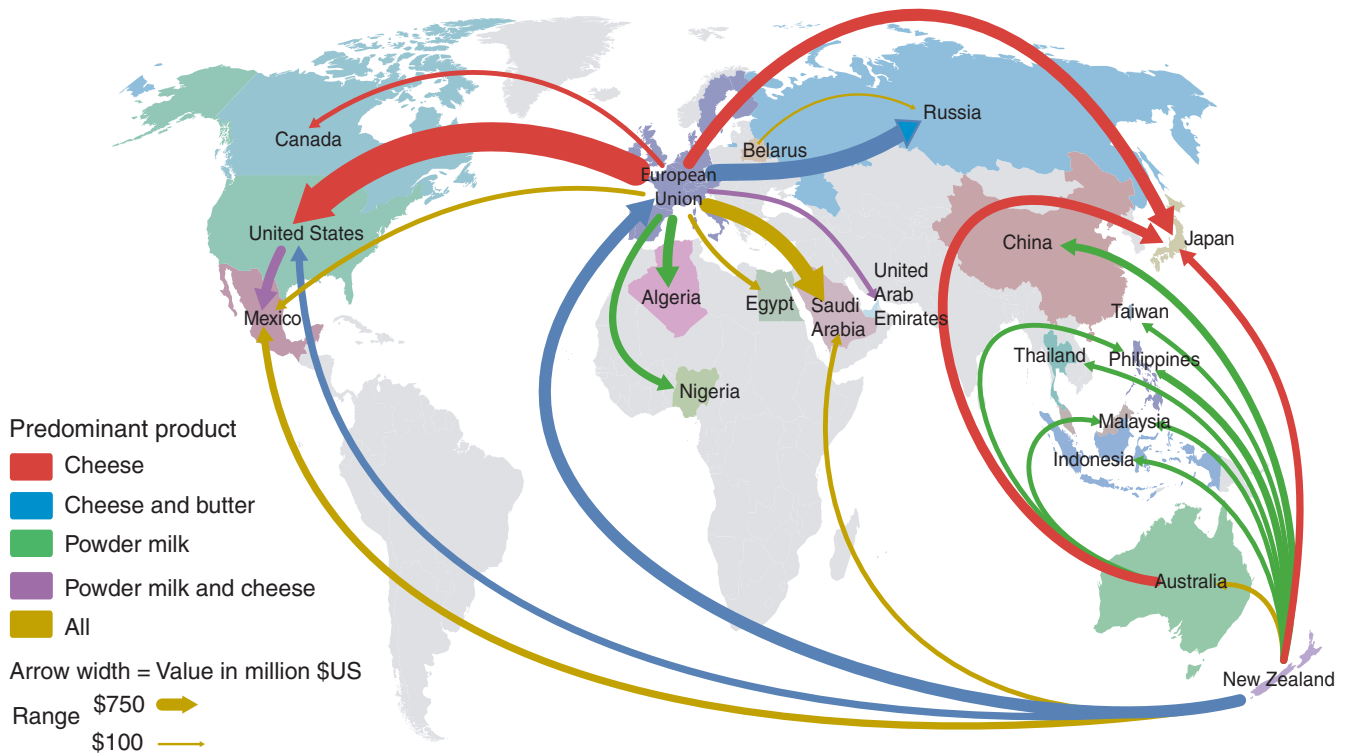 Russia
Canada
Belarus
European
Union
United States
China
Japan
United
Arab
Emirates
Algeria
Egypt
Saudi
Arabia
Mexico
Taiwan
Thailand
Philippines
Nigeria
Malaysia
Indonesia
Predominant product
Cheese
Cheese and butter
Powder milk
Powder milk and cheese
All
Australia
New Zealand
Arrow width = Value in million $US
Range
$750
$100